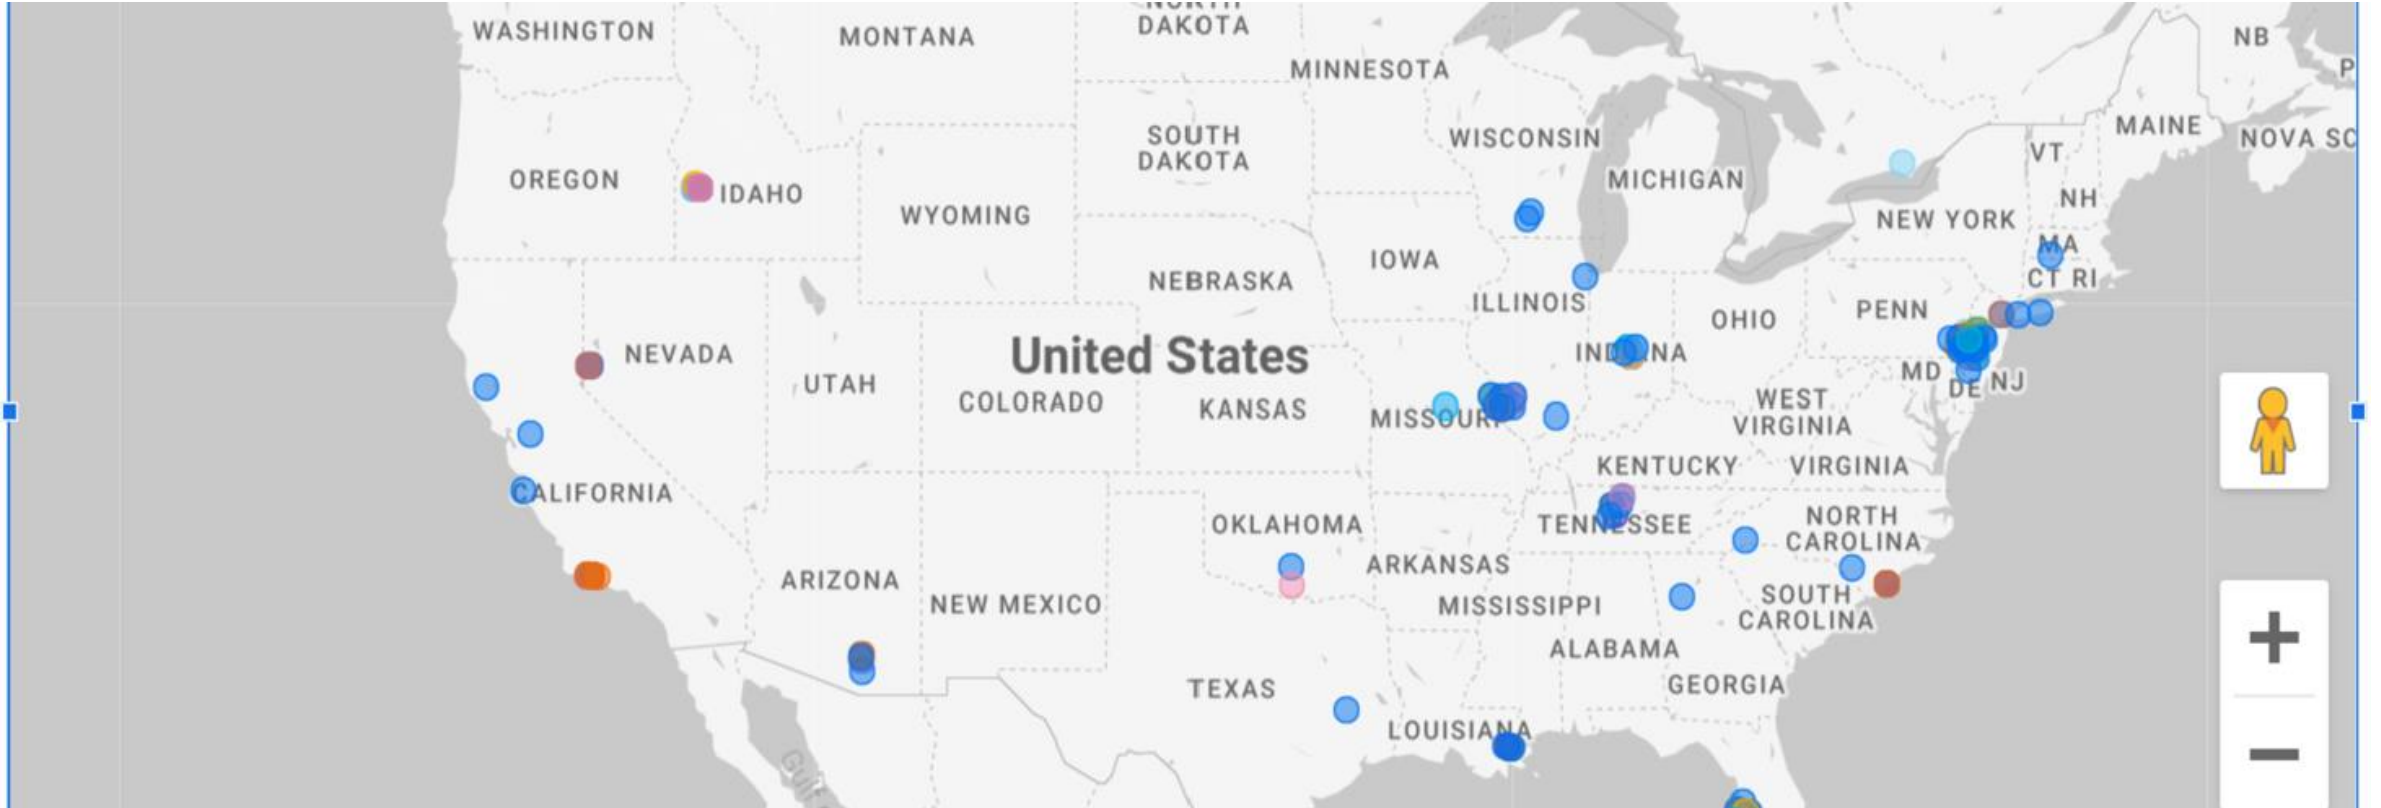 WASHINGTON
MONTANA
NORTH
DAKOTA
MINNESOTA
NB
OREGON
IDAHO
WYOMING
SOUTH
DAKOTA
WISCONSIN
MICHIGAN
VT
MAINE
NOVA SC
NH
NEW YORK
MA
CT RI
IOWA
NEBRASKA
ILLINOIS
OHIO
PENN
NEVADA
UTAH
United States
COLORADO
KANSAS
MISSOURI
INDIANA
MD
DE
NJ
WEST
VIRGINIA
KENTUCKY
VIRGINIA
CALIFORNIA
ARIZONA
NEW MEXICO
OKLAHOMA
ARKANSAS
TENNESSEE
NORTH
CAROLINA
MISSISSIPPI
SOUTH
CAROLINA
ALABAMA
GEORGIA
TEXAS
LOUISIANA
Gulf